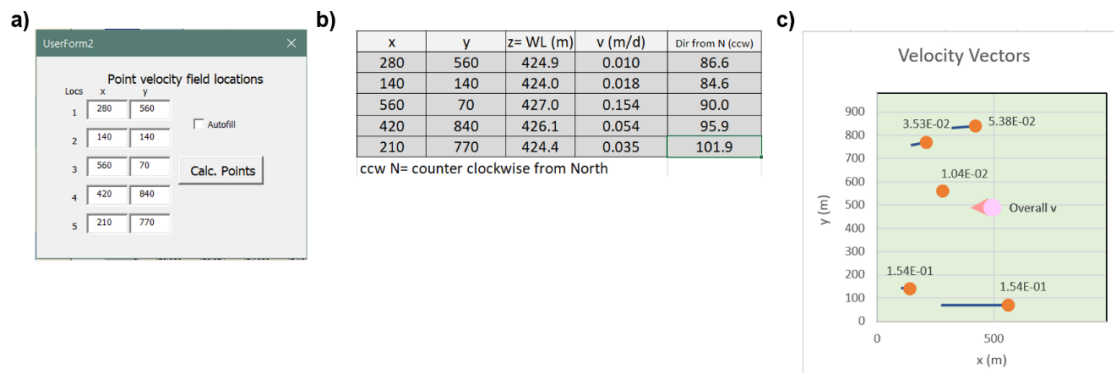 a)
UserForm2
Point velocity field locations
Locs x y
1 280 560
Autofill
2 140 140
3 560 70
Calc. Points
4 420 840
5 210 770
b)
x y z= WL (m) v (m/d) Dir from N (ccw)
280 560 424.9 0.010 86.6
140 140 424.0 0.018 84.6
560 70 427.0 0.154 90.0
420 840 426.1 0.054 95.9
210 770 424.4 0.035 101.9
ccw N= counter clockwise from North
c)
Velocity Vectors
900
800
700
600
500
400
300
200
100
0
y (m)
3.53E-02
5.38E-02
1.04E-02
Overall v
1.54E-01
1.54E-01
0 500
x (m)